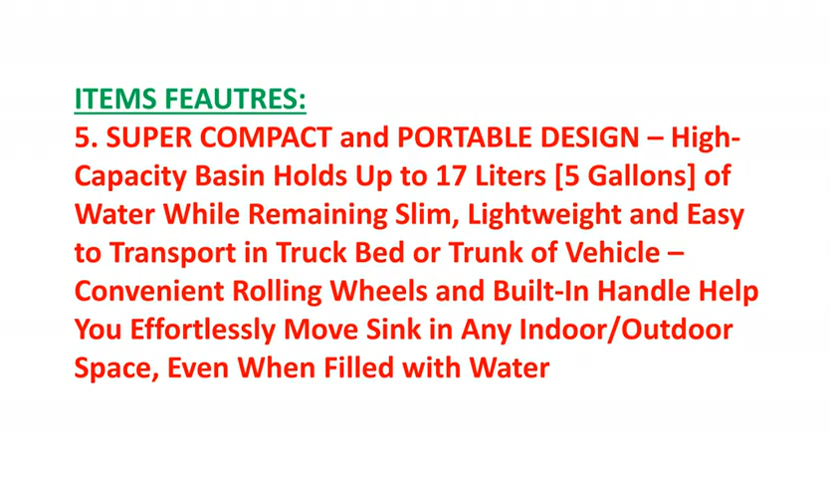 ITEMS FEAUTRES:
5. SUPER COMPACT and PORTABLE DESIGN – High-
Capacity Basin Holds Up to 17 Liters [5 Gallons] of
Water While Remaining Slim, Lightweight and Easy
to Transport in Truck Bed or Trunk of Vehicle –
Convenient Rolling Wheels and Built-In Handle Help
You Effortlessly Move Sink in Any Indoor/Outdoor
Space, Even When Filled with Water